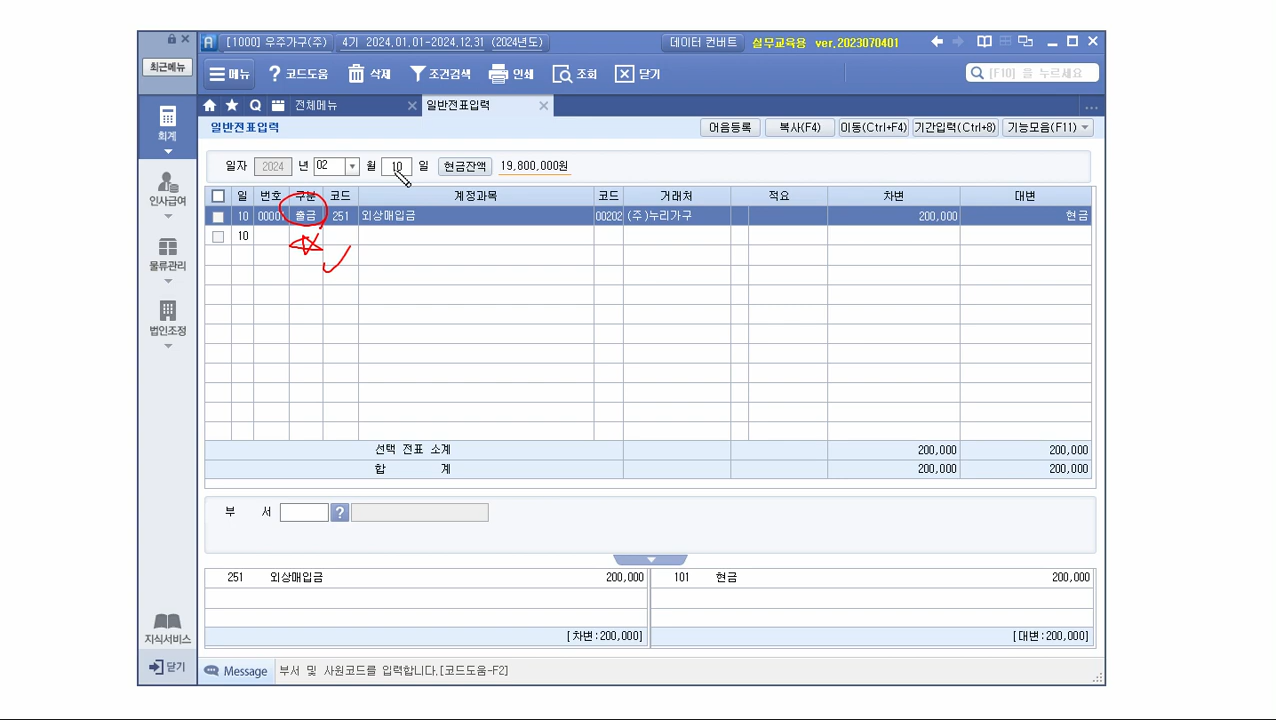 최근메뉴
회계
인사급여
물류관리
법인조정
지식서비스
닫기
[1000] 우주가구(주) 4기 2024.01.01-2024.12.31 (2024년도) 데이터 컨버트 실무교육용 ver.2023070401
메뉴 코드도움 삭제 조건검색 인쇄 조회 닫기 [F10] 을 누르세요
전체메뉴 일반전표입력
일반전표입력 어음등록 복사(F4) 이동(Ctrl+F4) 기간입력(Ctrl+8) 기능모음(F11)
일자 2024 년 02 월 10 일 현금잔액 19,800,000원
일 번호 구분 코드 계정과목 코드 거래처 적요 차변 대변
10 출금 251 외상매입금 00202 (주)누리가구 200,000 현금
10
선택 전표 소계 200,000 200,000
합 계 200,000 200,000
부 서 ?
251 외상매입금 200,000 101 현금 200,000
[차변:200,000] [대변:200,000]
Message 부서 및 사원코드를 입력합니다.[코드도움-F2]